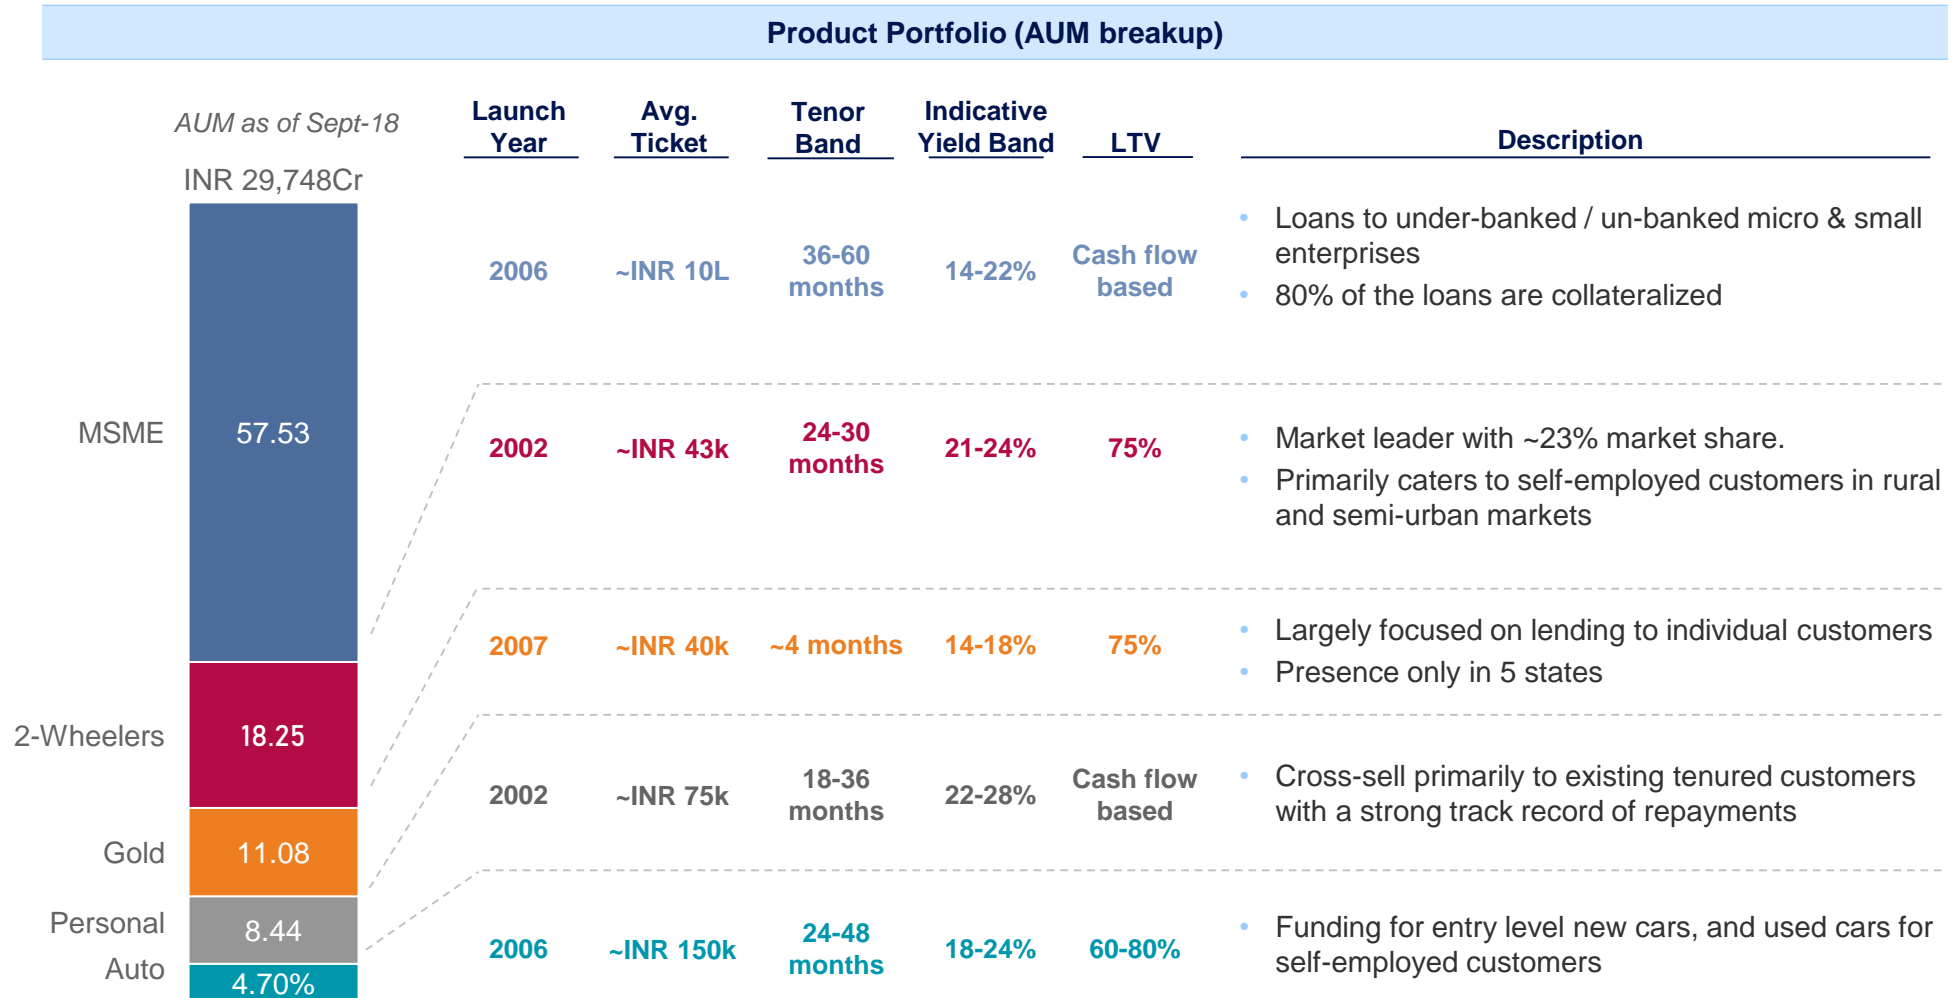 Product Portfolio (AUM breakup)
AUM as of Sept-18
INR 29,748Cr
Launch
Year
Avg.
Ticket
Tenor
Band
Indicative
Yield Band
LTV
Description
MSME
57.53
2006
~INR 10L
36-60
months
14-22%
Cash flow
based
• Loans to under-banked / un-banked micro & small
enterprises
• 80% of the loans are collateralized
2-Wheelers
18.25
2002
~INR 43k
24-30
months
21-24%
75%
• Market leader with ~23% market share.
• Primarily caters to self-employed customers in rural
and semi-urban markets
Gold
11.08
2007
~INR 40k
~4 months
14-18%
75%
• Largely focused on lending to individual customers
• Presence only in 5 states
Personal
8.44
2002
~INR 75k
18-36
months
22-28%
Cash flow
based
• Cross-sell primarily to existing tenured customers
with a strong track record of repayments
Auto
4.70%
2006
~INR 150k
24-48
months
18-24%
60-80%
• Funding for entry level new cars, and used cars for
self-employed customers